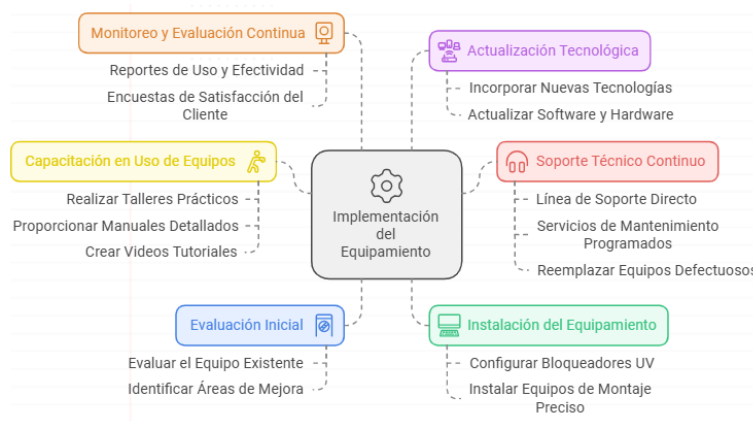 Monitoreo y Evaluación Continua
Reportes de Uso y Efectividad
Encuestas de Satisfacción del
Cliente
Actualización Tecnológica
Incorporar Nuevas Tecnologías
Actualizar Software y Hardware
Capacitación en Uso de Equipos
Realizar Talleres Prácticos
Proporcionar Manuales Detallados
Crear Videos Tutoriales
Implementación
del
Equipamiento
Soporte Técnico Continuo
Línea de Soporte Directo
Servicios de Mantenimiento
Programados
Reemplazar Equipos Defectuosos
Evaluación Inicial
Evaluar el Equipo Existente
Identificar Áreas de Mejora
Instalación del Equipamiento
Configurar Bloqueadores UV
Instalar Equipos de Montaje
Preciso